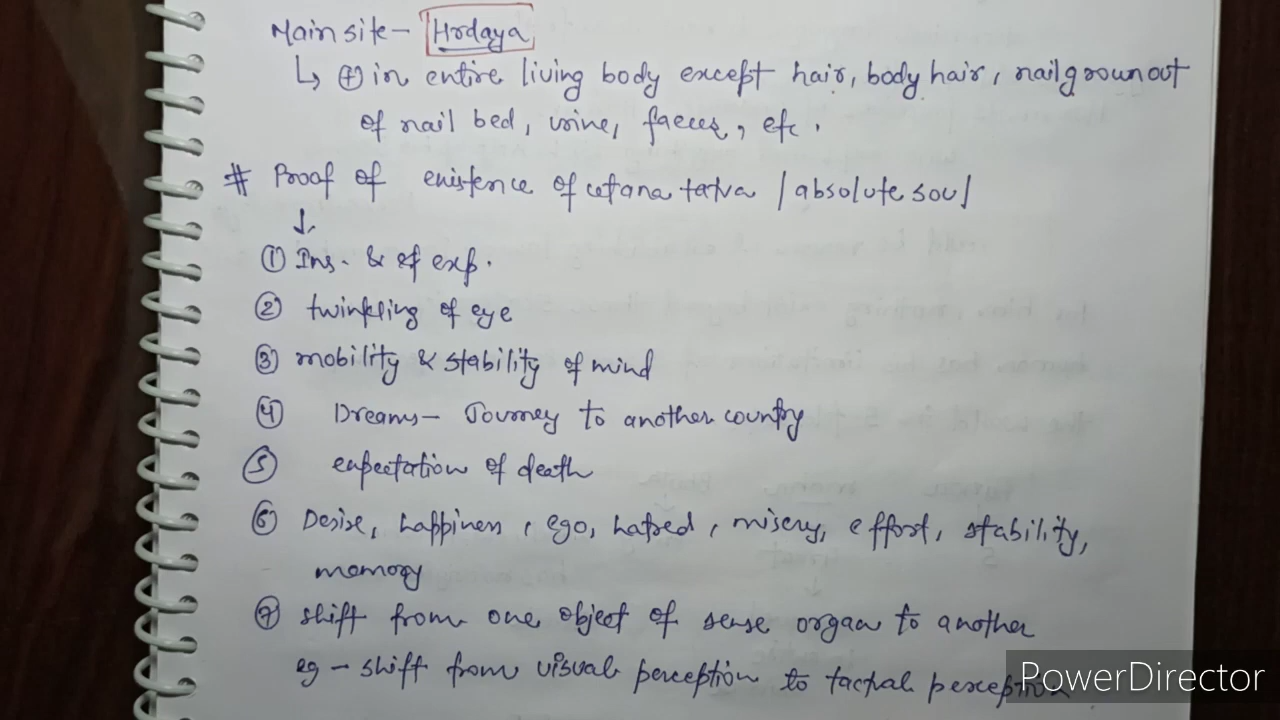 Main site - Hrdaya
↳ ⊕ in entire living body except hair, body hair, nail grown out
of nail bed, urine, faeces, etc.
# Proof of existence of cetana tatva / absolute soul
↓
① Ins. & of exp.
② twinkling of eye
③ mobility & stability of mind
④ Dreams - Journey to another country
⑤ expectation of death
⑥ Desire, happiness, ego, hatred, misery, effort, stability,
memory
⑦ shift from one object of sense organ to another
eg - shift from visual perception to tactual perception
PowerDirector